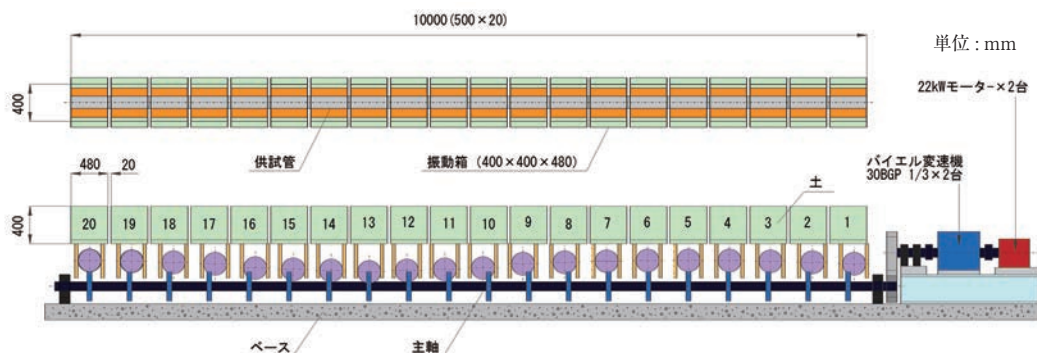 10000(500×20)
単位:mm
400
22kWモーター×2台
供試管
振動箱 (400×400×480)
バイエル変速機
30BGP 1/3×2台
480
20
土
400
20 19 18 17 16 15 14 13 12 11 10 9 8 7 6 5 4 3 2 1
ベース
主軸